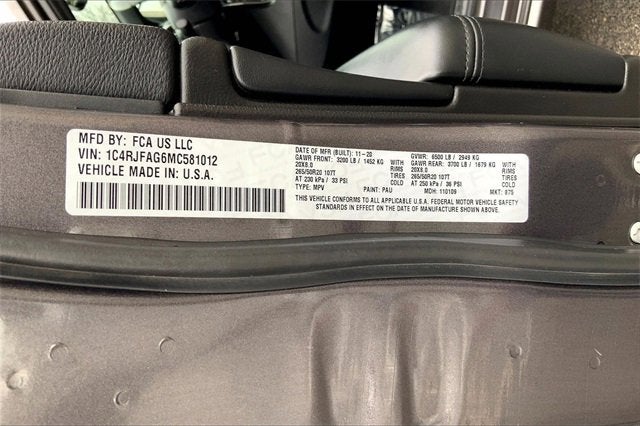 MFD BY: FCA US LLC
VIN: 1C4RJFAG6MC581012
VEHICLE MADE IN: U.S.A.
DATE OF MFR (BUILT): 11-20 GVWR: 6500 LB / 2949 KG
GAWR FRONT: 3200 LB / 1452 KG WITH GAWR REAR: 3700 LB / 1679 KG WITH
20X8.0 RIMS 20X8.0 RIMS
265/50R20 107T TIRES 265/50R20 107T TIRES
AT 230 kPa / 33 PSI COLD AT 250 kPa / 36 PSI COLD
TYPE: MPV PAINT: PAU MDH: 110109 MKT: 875
THIS VEHICLE CONFORMS TO ALL APPLICABLE U.S.A. FEDERAL MOTOR VEHICLE SAFETY
STANDARDS IN EFFECT ON THE DATE OF MANUFACTURE SHOWN ABOVE.